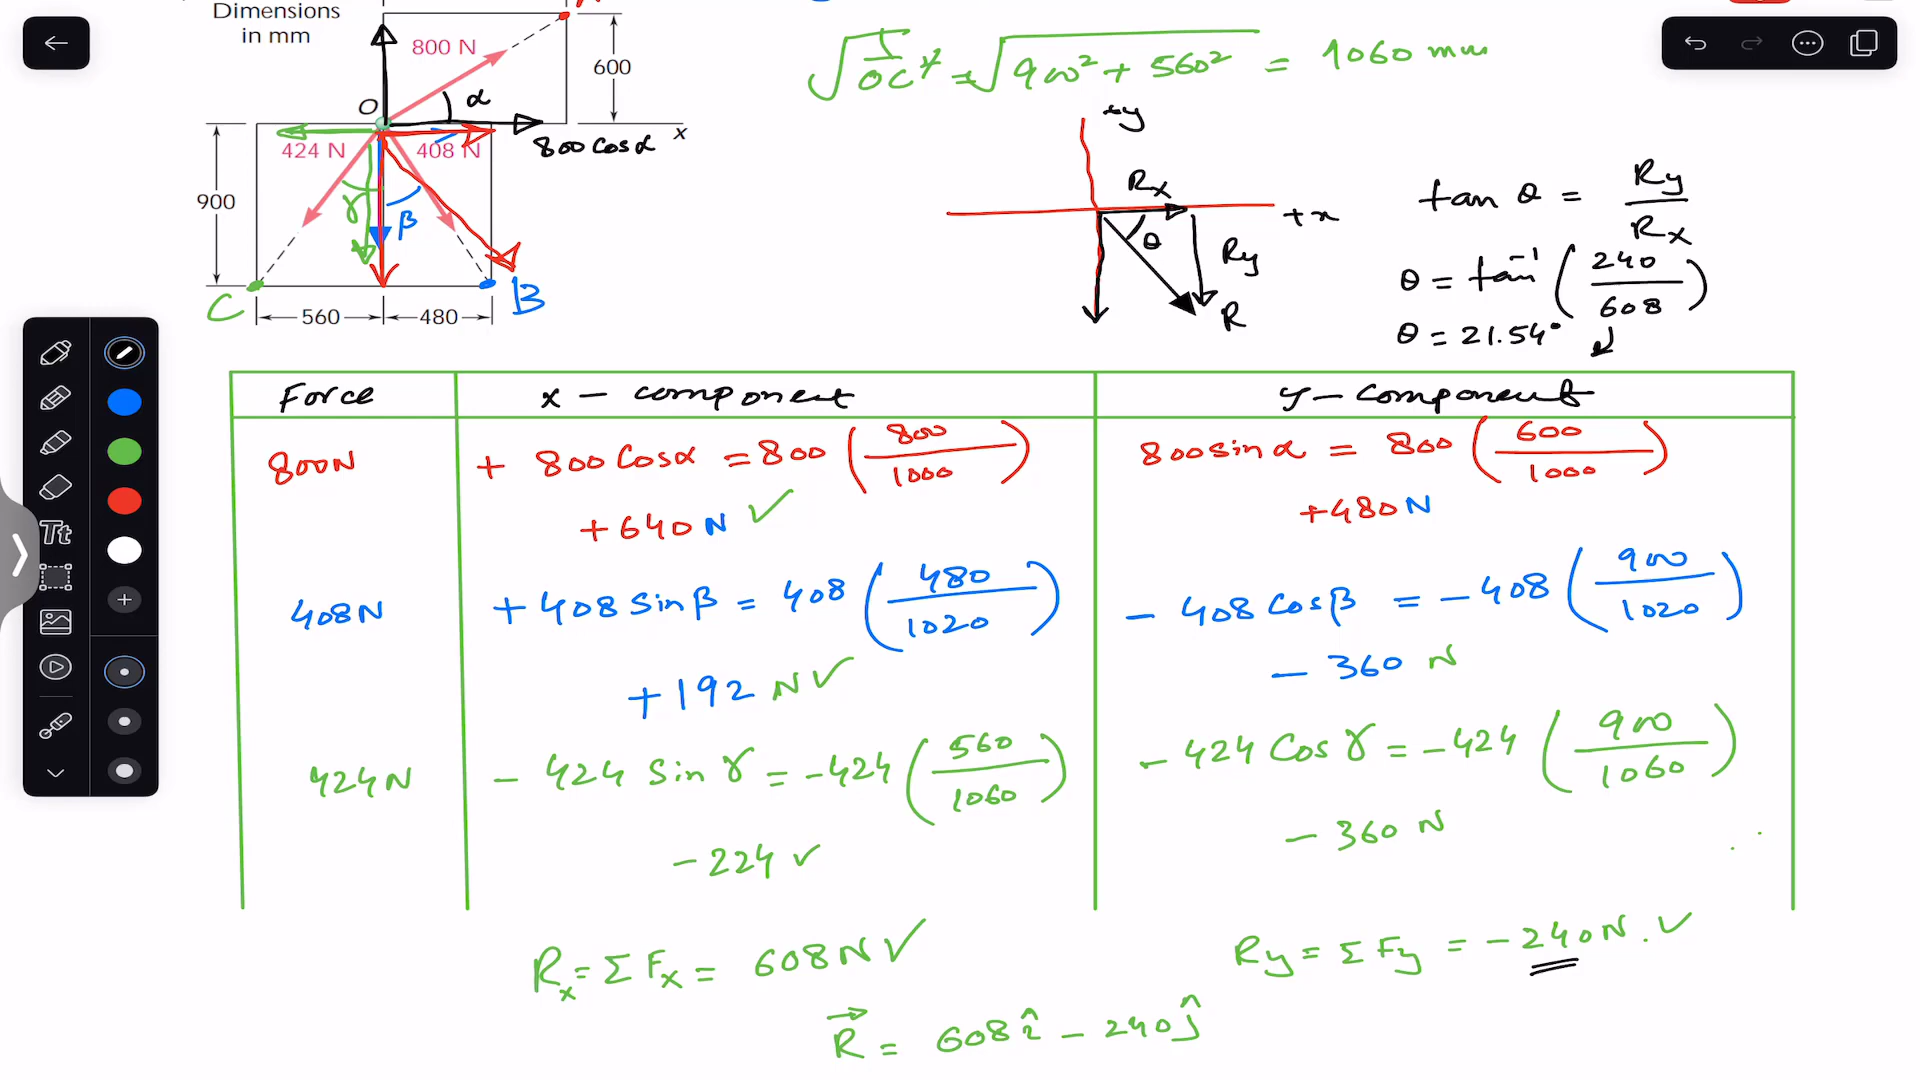 Dimensions
in mm
800 N
600
α
O
x
800 Cos α
424 N
408 N
900
γ
β
C
B
560
480
√OC² = √900² + 560² = 1060 mm
+y
Rx
+x
θ
Ry
R
tan θ = Ry / Rx
θ = tan⁻¹ (240 / 608)
θ = 21.54°
Force
x - component
y - component
800N
+ 800 Cos α = 800 (800 / 1000)
800 sin α = 800 (600 / 1000)
+640 N ✓
+480 N
408N
+ 408 Sin β = 408 (480 / 1020)
- 408 Cos β = -408 (900 / 1020)
+192 N ✓
- 360 N
424N
- 424 Sin γ = -424 (560 / 1060)
- 424 Cos γ = -424 (900 / 1060)
-224 ✓
- 360 N
Rx = Σ Fx = 608N ✓
Ry = Σ Fy = -240N. ✓
R⃗ = 608 î - 240 ĵ
Tt